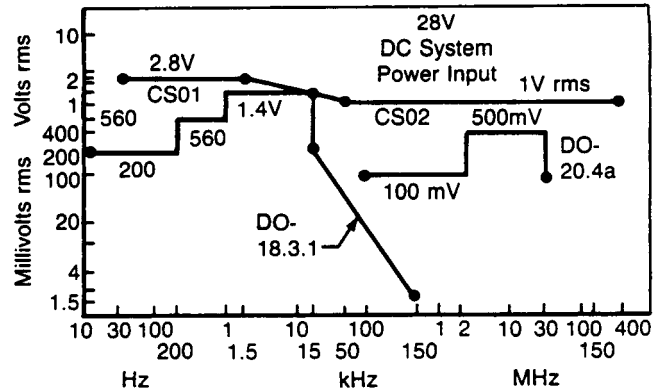 28V
DC System
Power Input
Volts rms
Millivolts rms
10
2
1
400
200
100
20
4
1.5
2.8V
CS01
560
560
1.4V
200
1V rms
CS02
500mV
DO-
20.4a
100 mV
DO-
18.3.1
10 30 100 1 10 100 1 2 10 30 100 400
200 1.5 15 50 150 150
Hz kHz MHz